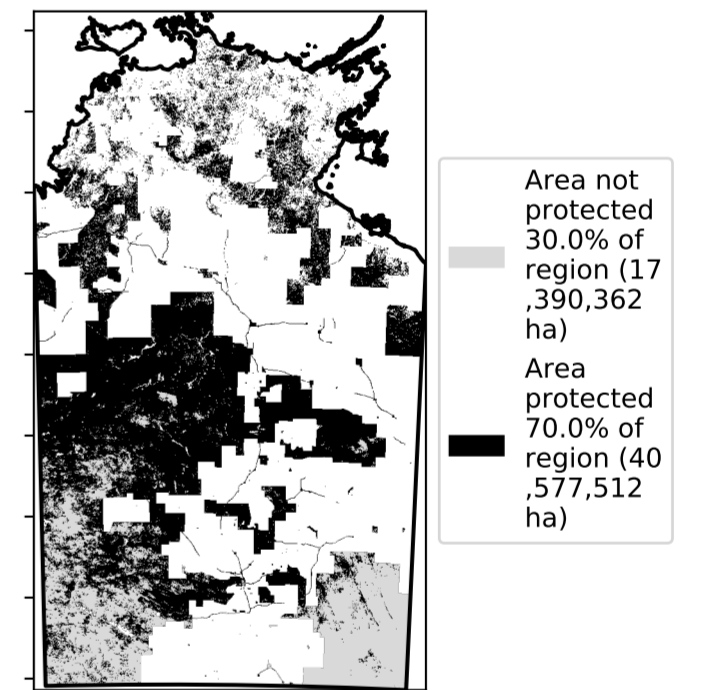 Area not
protected
30.0% of
region (17
,390,362
ha)
Area
protected
70.0% of
region (40
,577,512
ha)